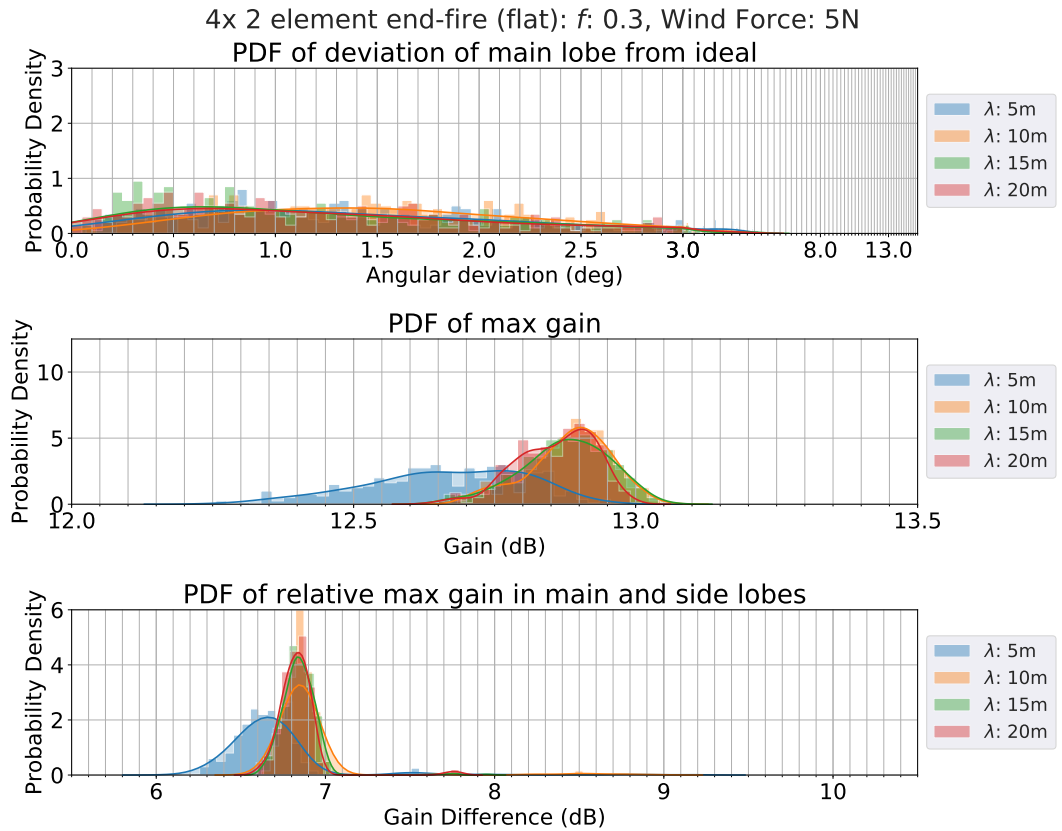 4x 2 element end-fire (flat): f: 0.3, Wind Force: 5N
PDF of deviation of main lobe from ideal
Probability Density
3
2
1
0
0.0 0.5 1.0 1.5 2.0 2.5 3.0 8.0 13.0
Angular deviation (deg)
λ: 5m
λ: 10m
λ: 15m
λ: 20m
PDF of max gain
Probability Density
10
5
0
12.0 12.5 13.0 13.5
Gain (dB)
λ: 5m
λ: 10m
λ: 15m
λ: 20m
PDF of relative max gain in main and side lobes
Probability Density
6
4
2
0
6 7 8 9 10
Gain Difference (dB)
λ: 5m
λ: 10m
λ: 15m
λ: 20m